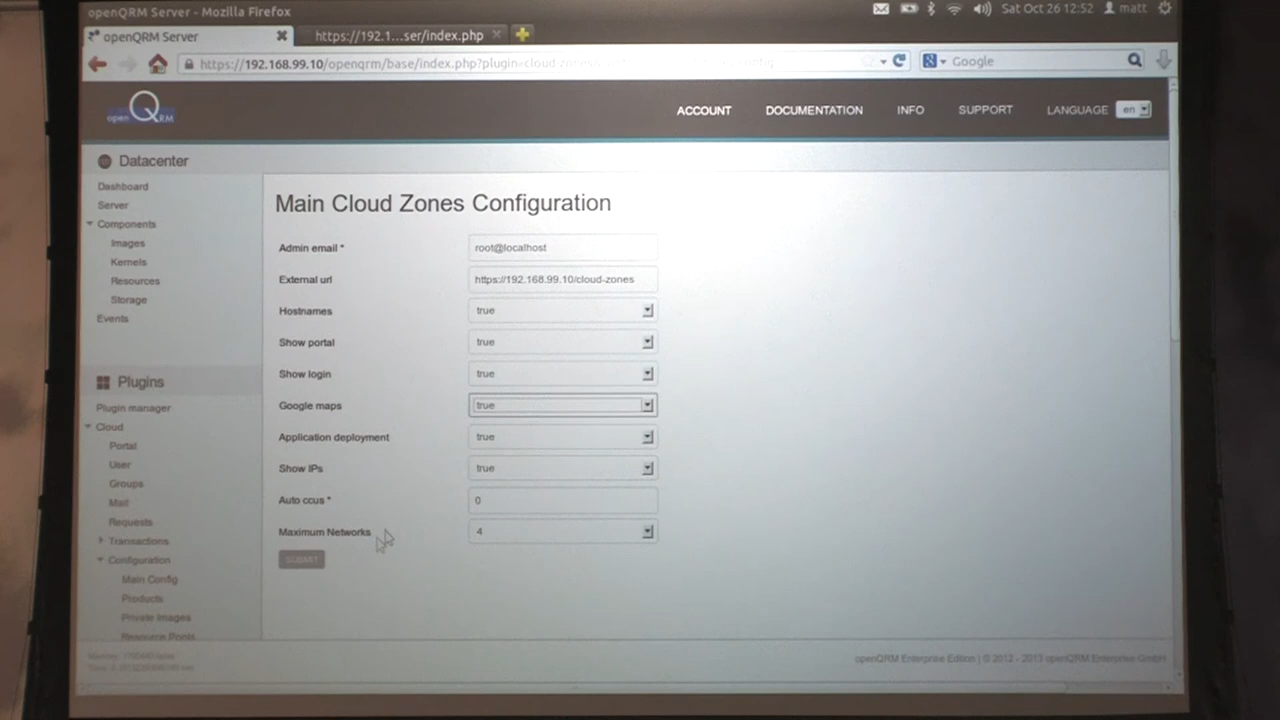 openQRM Server - Mozilla Firefox
Sat Oct 26 12:52 matt
openQRM Server
https://192.1...ser/index.php
https://192.168.99.10/openqrm/base/index.php?plugin=cloud-zones
Google
openQRM
ACCOUNT DOCUMENTATION INFO SUPPORT LANGUAGE en
Datacenter
Dashboard
Server
Components
Images
Kernels
Resources
Storage
Events
Plugins
Plugin manager
Cloud
Portal
User
Groups
Mail
Requests
Transactions
Configuration
Main Config
Products
Private Images
Resource Pools
Main Cloud Zones Configuration
Admin email * root@localhost
External url https://192.168.99.10/cloud-zones
Hostnames true
Show portal true
Show login true
Google maps true
Application deployment true
Show IPs true
Auto ccus * 0
Maximum Networks 4
SUBMIT
openQRM Enterprise Edition | © 2012 - 2013 openQRM Enterprise GmbH